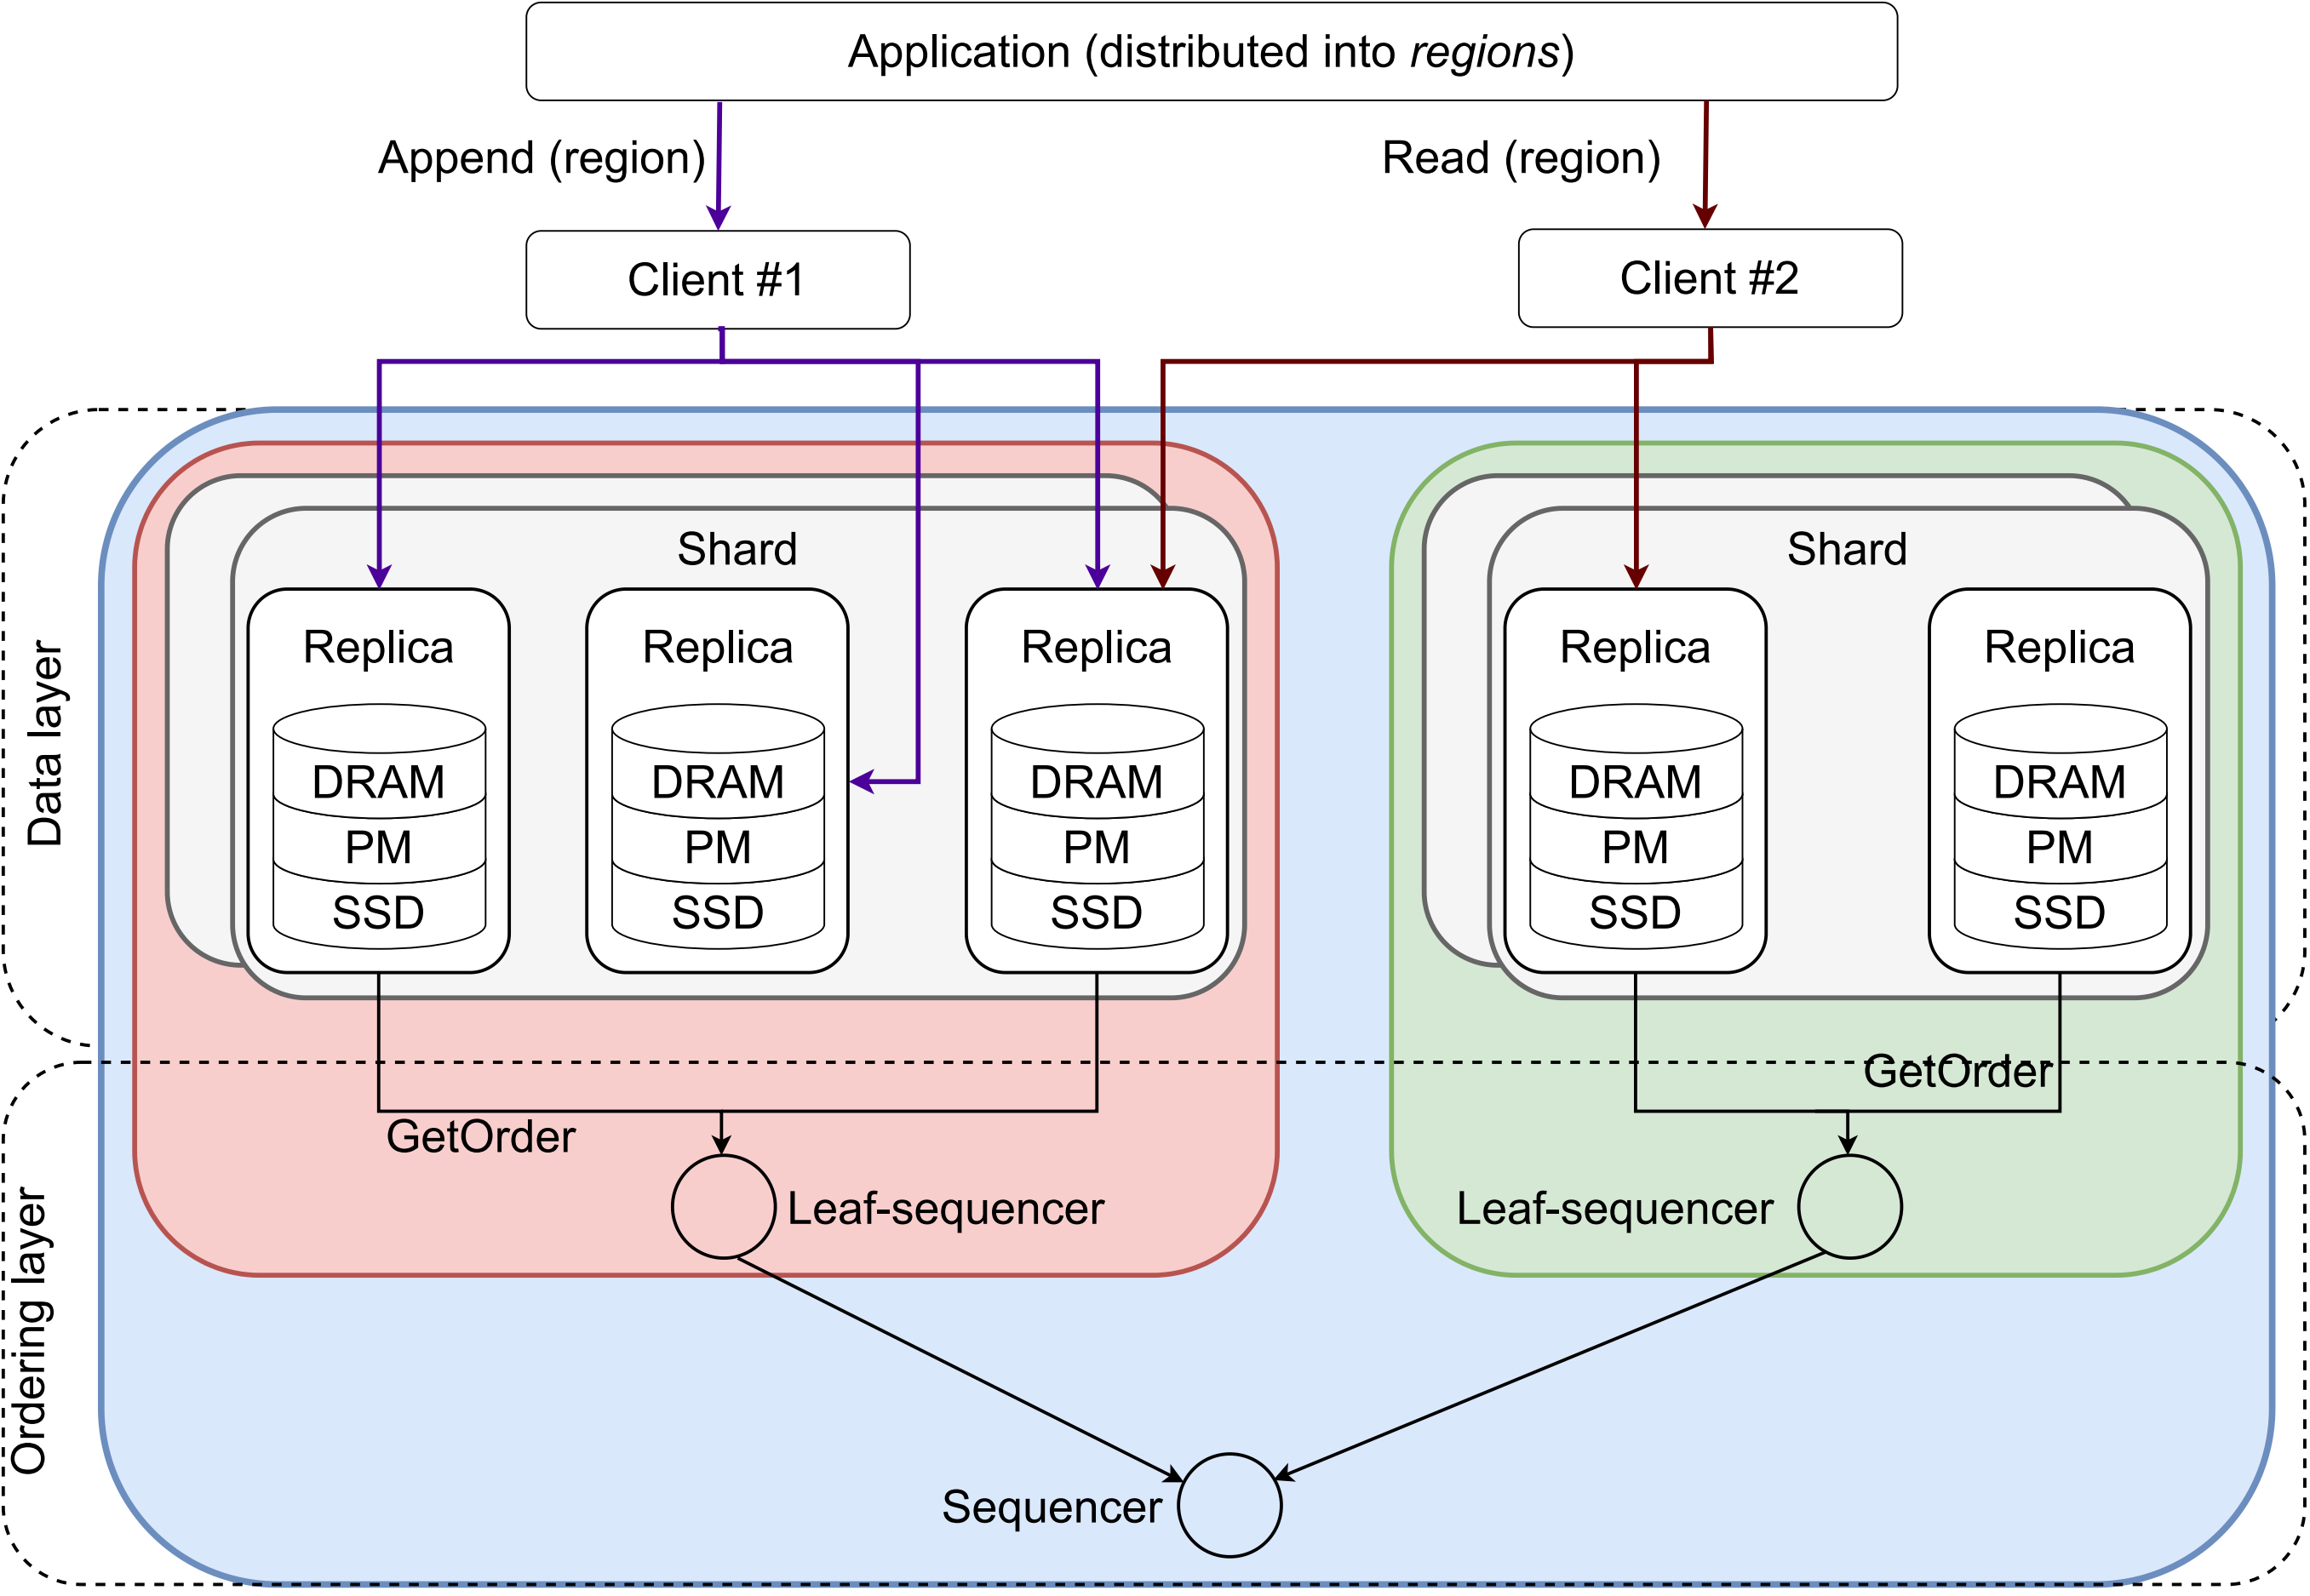 Application (distributed into regions)
Append (region)
Read (region)
Client #1
Client #2
Data layer
Shard
Shard
Replica
Replica
Replica
Replica
Replica
DRAM
DRAM
DRAM
DRAM
DRAM
PM
PM
PM
PM
PM
SSD
SSD
SSD
SSD
SSD
Ordering layer
GetOrder
GetOrder
Leaf-sequencer
Leaf-sequencer
Sequencer